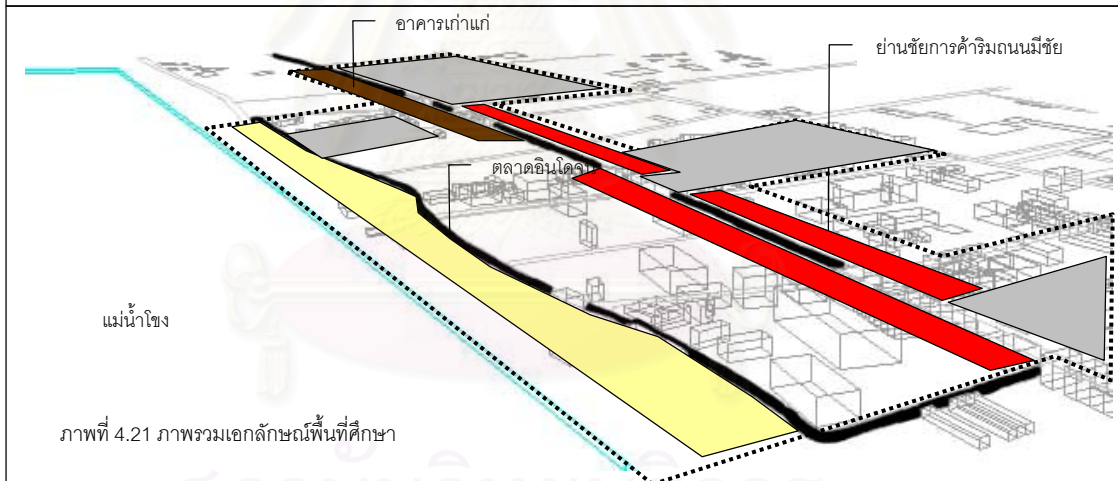 อาคารเก่าแก่
ย่านชัยการค้าริมถนนมีชัย
ตลาดอินโดจีน
แม่น้ำโขง
ภาพที่ 4.21 ภาพรวมเอกลักษณ์พื้นที่ศึกษา